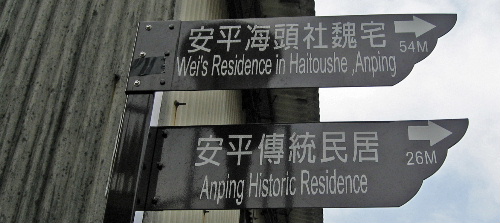 安平海頭社魏宅
54M
Wei's Residence in Haitoushe ,Anping
安平傳統民居
26M
Anping Historic Residence